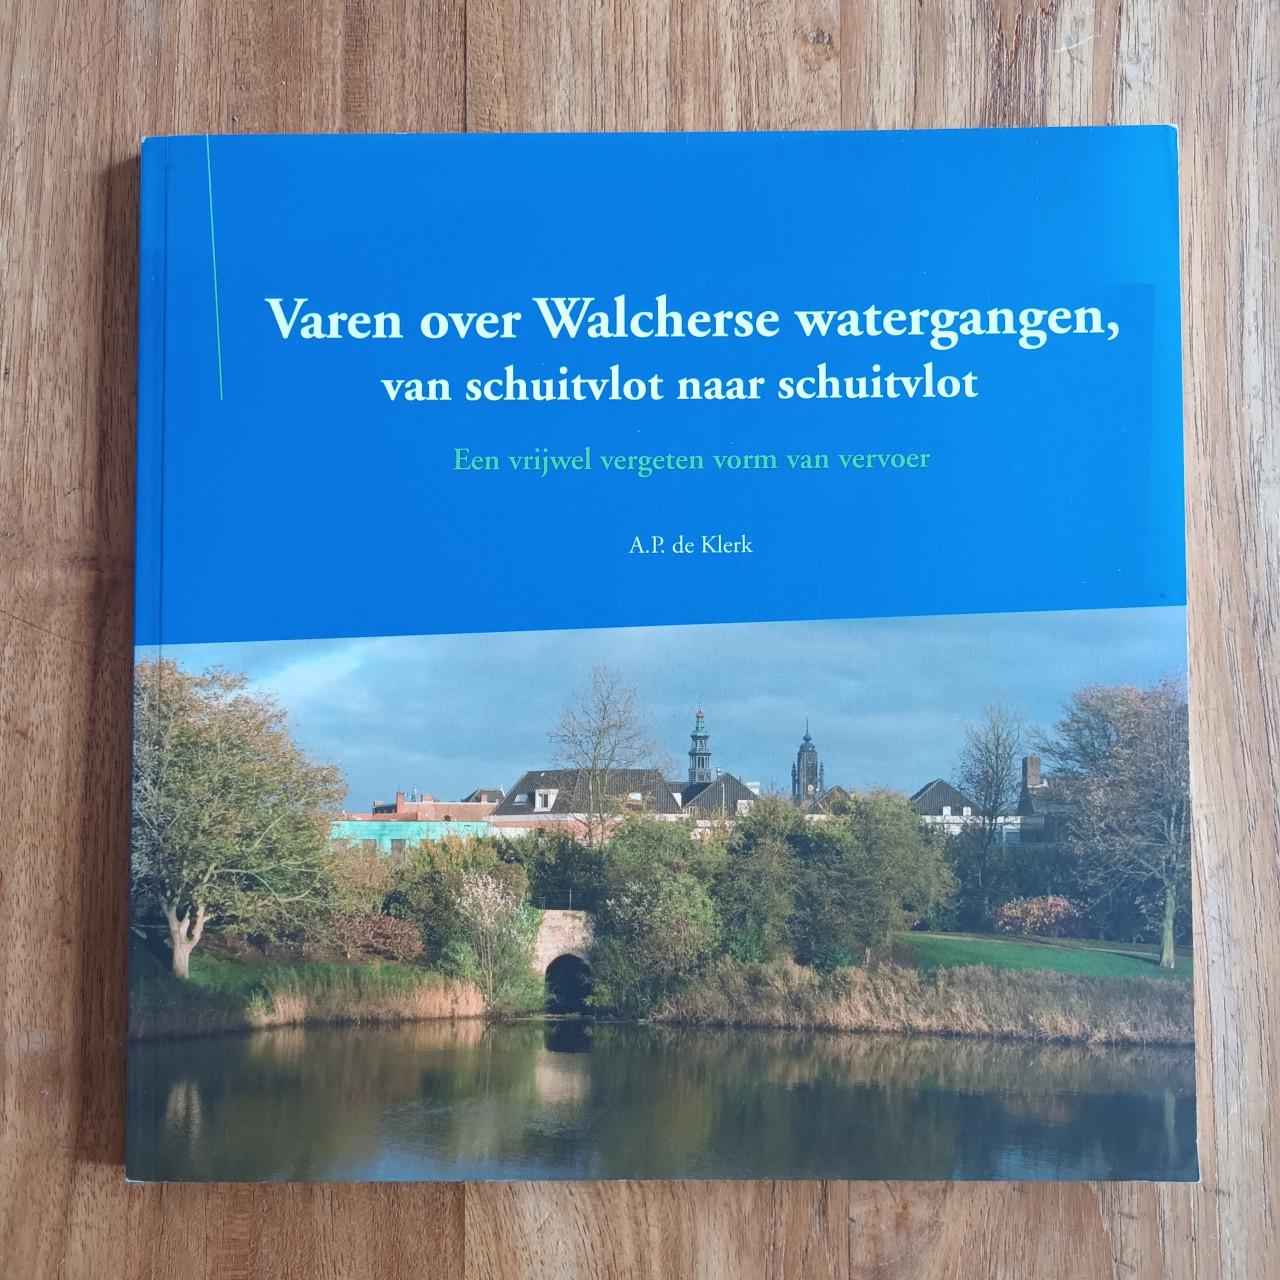 Varen over Walcherse watergangen,
van schuitvlot naar schuitvlot
Een vrijwel vergeten vorm van vervoer
A.P. de Klerk